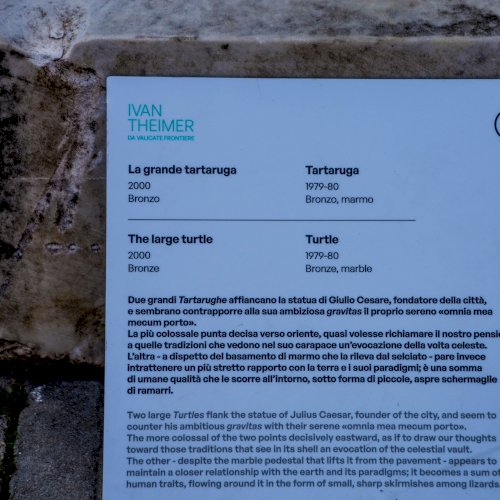 IVAN
THEIMER
DA VALICATE FRONTIERE
La grande tartaruga
2000
Bronzo
Tartaruga
1979-80
Bronzo, marmo
The large turtle
2000
Bronze
Turtle
1979-80
Bronze, marble
Due grandi Tartarughe affiancano la statua di Giulio Cesare, fondatore della città,
e sembrano contrapporre alla sua ambiziosa gravitas il proprio sereno «omnia mea
mecum porto».
La più colossale punta decisa verso oriente, quasi volesse richiamare il nostro pensi
a quelle tradizioni che vedono nel suo carapace un'evocazione della volta celeste.
L'altra - a dispetto del basamento di marmo che la rileva dal selciato - pare invece
intrattenere un più stretto rapporto con la terra e i suoi paradigmi; è una somma
di umane qualità che le scorre all'intorno, sotto forma di piccole, aspre schermaglie
di ramarri.
Two large Turtles flank the statue of Julius Caesar, founder of the city, and seem to
counter his ambitious gravitas with their serene «omnia mea mecum porto».
The more colossal of the two points decisively eastward, as if to draw our thoughts
toward those traditions that see in its shell an evocation of the celestial vault.
The other - despite the marble pedestal that lifts it from the pavement - appears to
maintain a closer relationship with the earth and its paradigms; it becomes a sum of
human traits, flowing around it in the form of small, sharp skirmishes among lizards